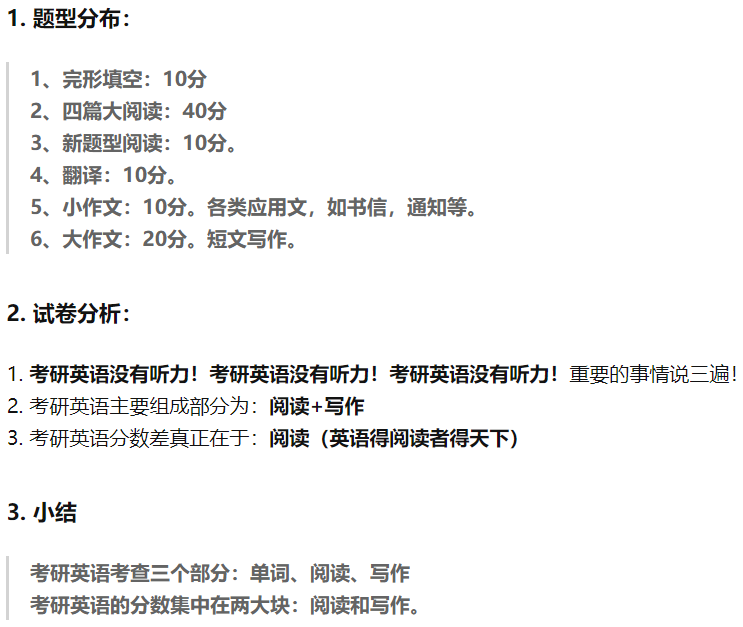 1. 题型分布：
1、完形填空：10分
2、四篇大阅读：40分
3、新题型阅读：10分。
4、翻译：10分。
5、小作文：10分。各类应用文，如书信，通知等。
6、大作文：20分。短文写作。
2. 试卷分析：
1. 考研英语没有听力！考研英语没有听力！考研英语没有听力！重要的事情说三遍！
2. 考研英语主要组成部分为：阅读+写作
3. 考研英语分数差真正在于：阅读（英语得阅读者得天下）
3. 小结
考研英语考查三个部分：单词、阅读、写作
考研英语的分数集中在两大块：阅读和写作。